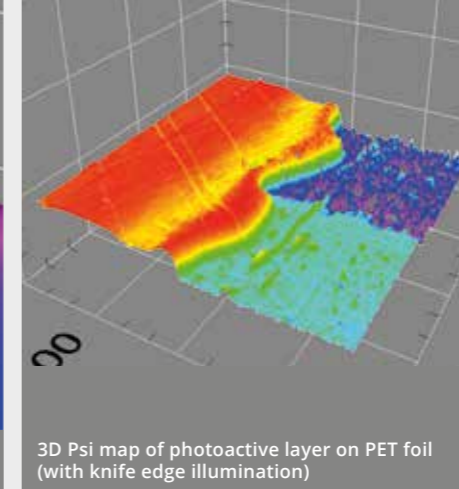 00
3D Psi map of photoactive layer on PET foil
(with knife edge illumination)